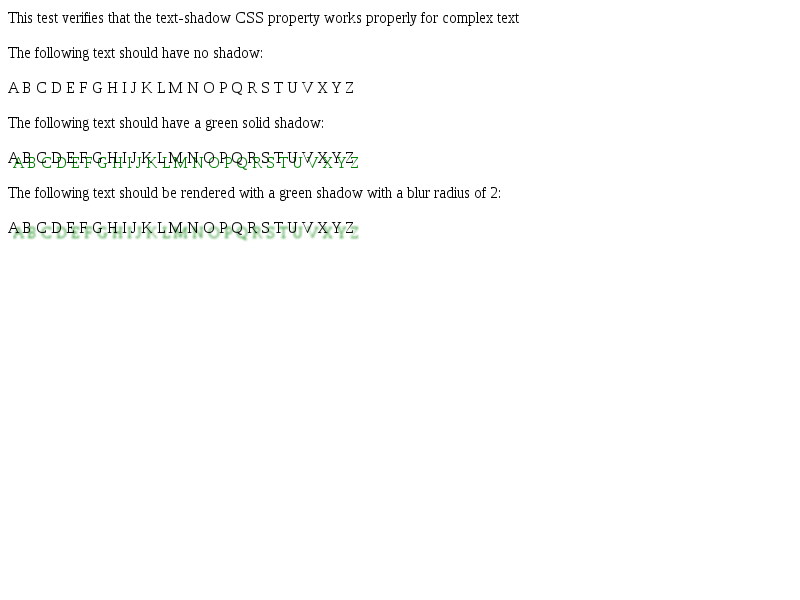 This test verifies that the text-shadow CSS property works properly for complex text
The following text should have no shadow:
A B C D E F G H I J K L M N O P Q R S T U V X Y Z
The following text should have a green solid shadow:
A B C D E F G H I J K L M N O P Q R S T U V X Y Z
The following text should be rendered with a green shadow with a blur radius of 2:
A B C D E F G H I J K L M N O P Q R S T U V X Y Z